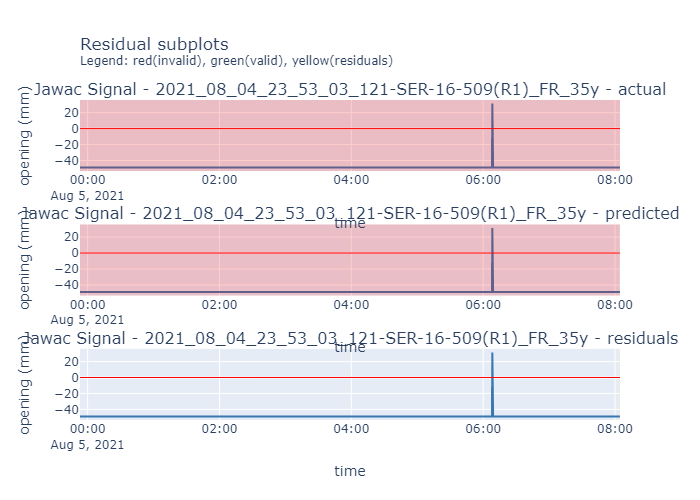 Residual subplots
Legend: red(invalid), green(valid), yellow(residuals)
Jawac Signal - 2021_08_04_23_53_03_121-SER-16-509(R1)_FR_35y - actual
opening (mm)
20
0
−20
−40
00:00 02:00 04:00 06:00 08:00
Aug 5, 2021
time
Jawac Signal - 2021_08_04_23_53_03_121-SER-16-509(R1)_FR_35y - predicted
opening (mm)
20
0
−20
−40
00:00 02:00 04:00 06:00 08:00
Aug 5, 2021
time
Jawac Signal - 2021_08_04_23_53_03_121-SER-16-509(R1)_FR_35y - residuals
opening (mm)
20
0
−20
−40
00:00 02:00 04:00 06:00 08:00
Aug 5, 2021
time